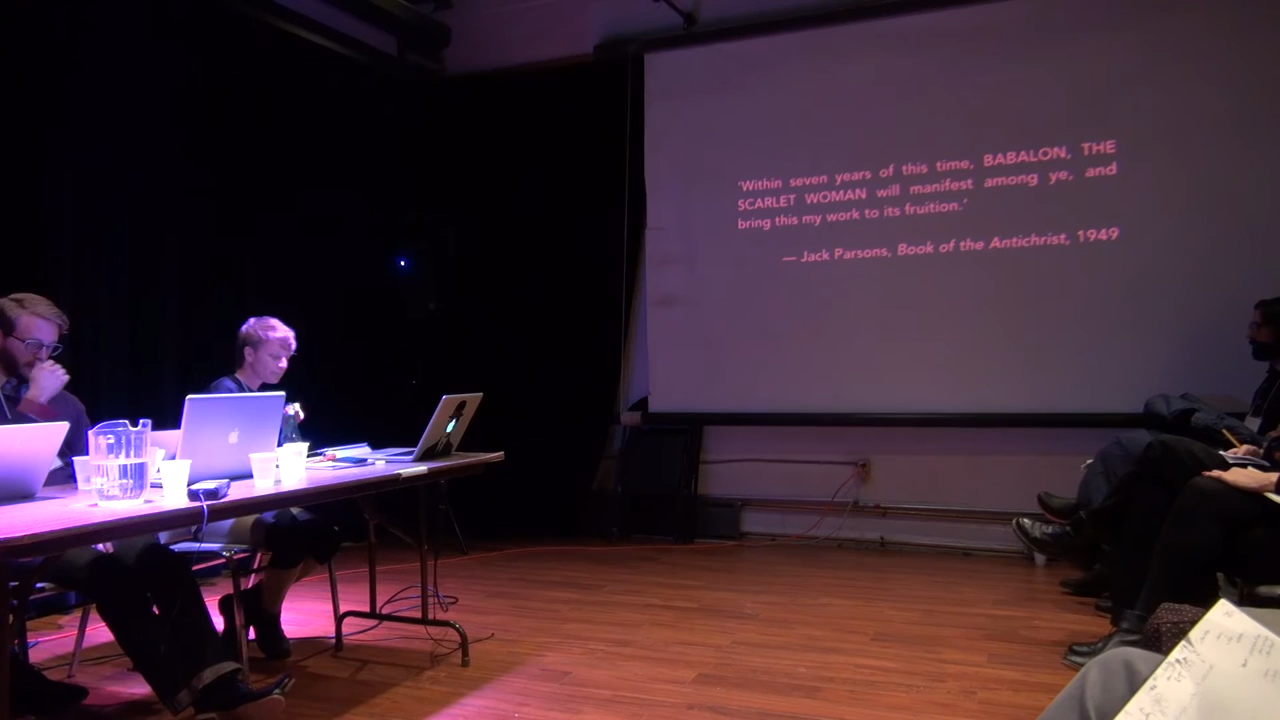 'Within seven years of this time, BABALON, THE
SCARLET WOMAN will manifest among ye, and
bring this my work to its fruition.'
— Jack Parsons, Book of the Antichrist, 1949